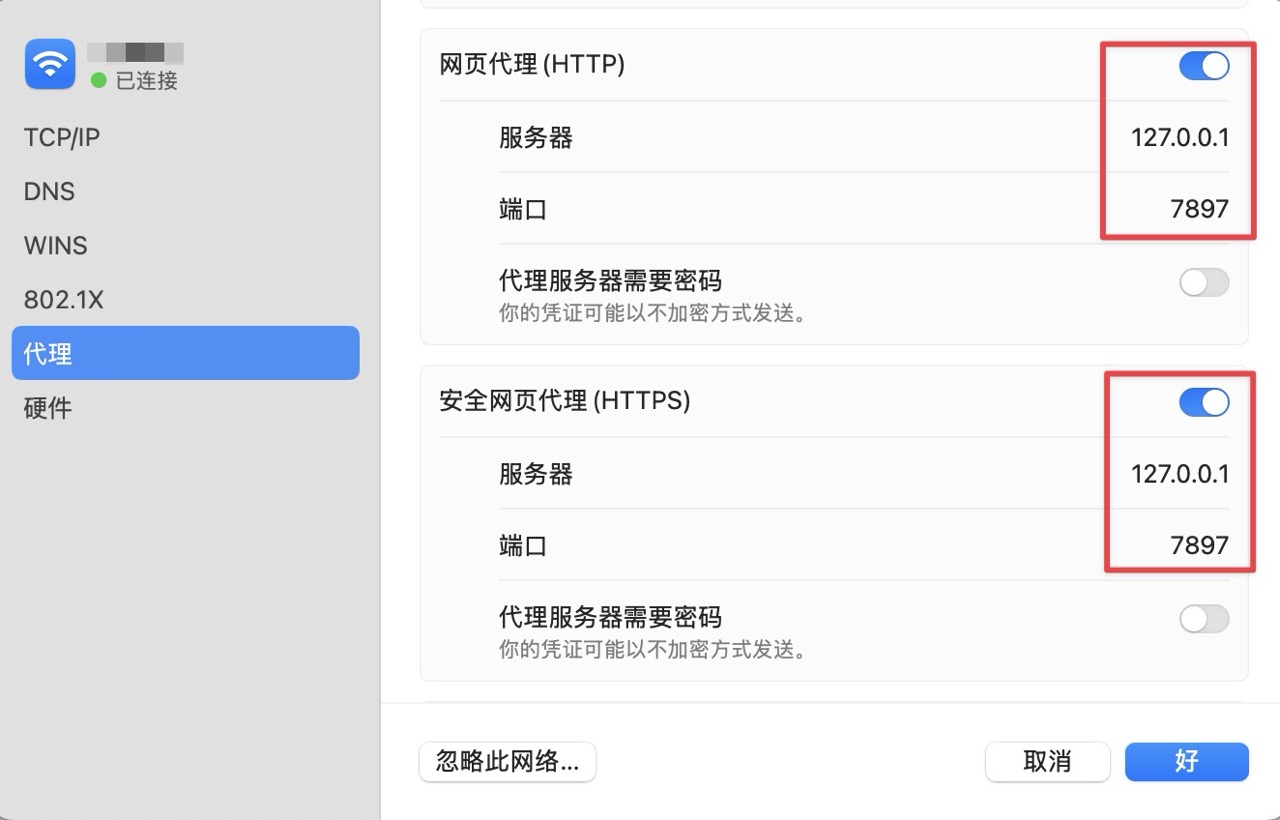 已连接
TCP/IP
DNS
WINS
802.1X
代理
硬件
网页代理 (HTTP)
服务器 127.0.0.1
端口 7897
代理服务器需要密码
你的凭证可能以不加密方式发送。
安全网页代理 (HTTPS)
服务器 127.0.0.1
端口 7897
代理服务器需要密码
你的凭证可能以不加密方式发送。
忽略此网络... 取消 好